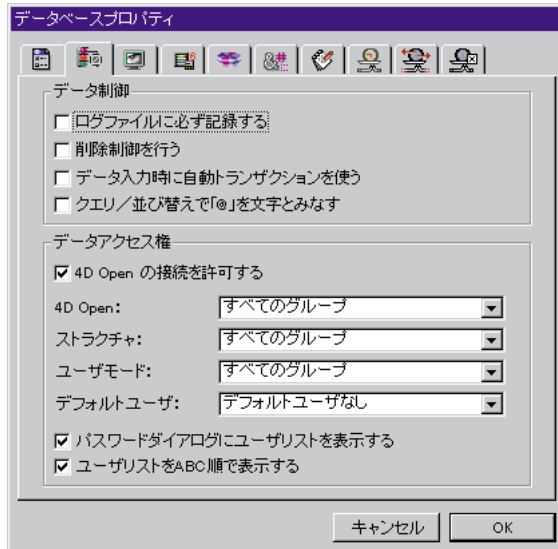 データベースプロパティ
データ制御
ログファイルに必ず記録する
削除制御を行う
データ入力時に自動トランザクションを使う
クエリ／並び替えで「@」を文字とみなす
データアクセス権
4D Open の接続を許可する
4D Open: すべてのグループ
ストラクチャ: すべてのグループ
ユーザモード: すべてのグループ
デフォルトユーザ: デフォルトユーザなし
パスワードダイアログにユーザリストを表示する
ユーザリストをABC順で表示する
キャンセル OK